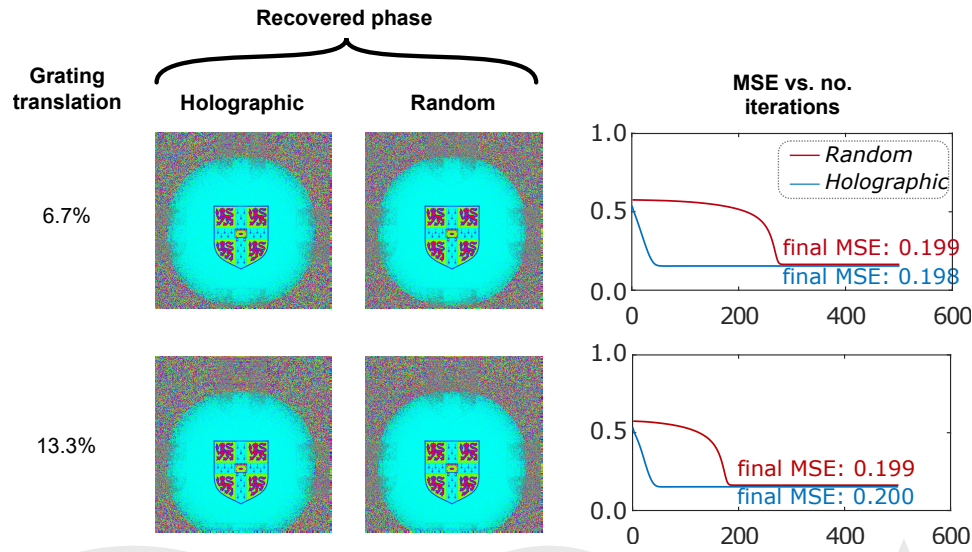 Recovered phase
Grating
translation
Holographic
Random
MSE vs. no.
iterations
6.7%
1.0
0.5
0.0
Random
Holographic
final MSE: 0.199
final MSE: 0.198
0
200
400
600
13.3%
1.0
0.5
0.0
final MSE: 0.199
final MSE: 0.200
0
200
400
600